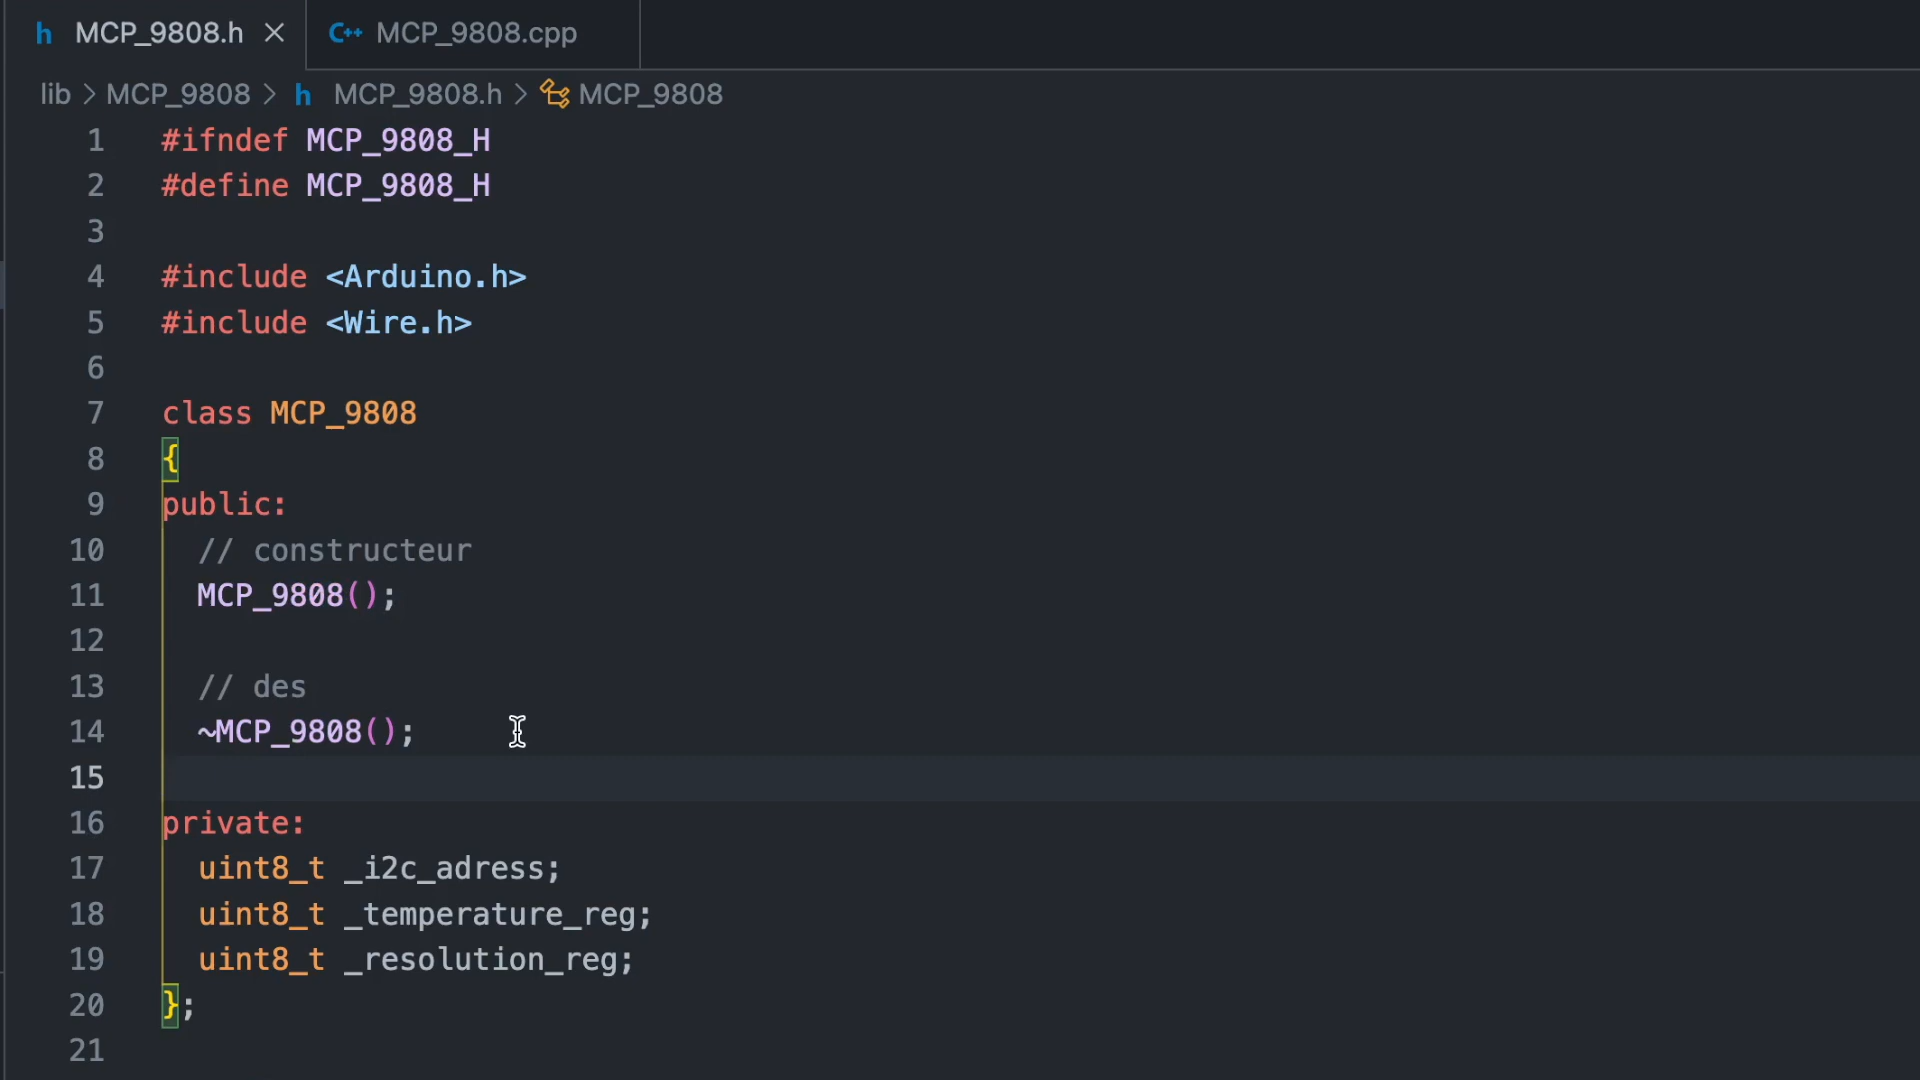 h MCP_9808.h C++ MCP_9808.cpp
lib > MCP_9808 > h MCP_9808.h > MCP_9808
1 #ifndef MCP_9808_H
2 #define MCP_9808_H
3
4 #include <Arduino.h>
5 #include <Wire.h>
6
7 class MCP_9808
8 {
9 public:
10 // constructeur
11 MCP_9808();
12
13 // des
14 ~MCP_9808();
15
16 private:
17 uint8_t _i2c_adress;
18 uint8_t _temperature_reg;
19 uint8_t _resolution_reg;
20 };
21